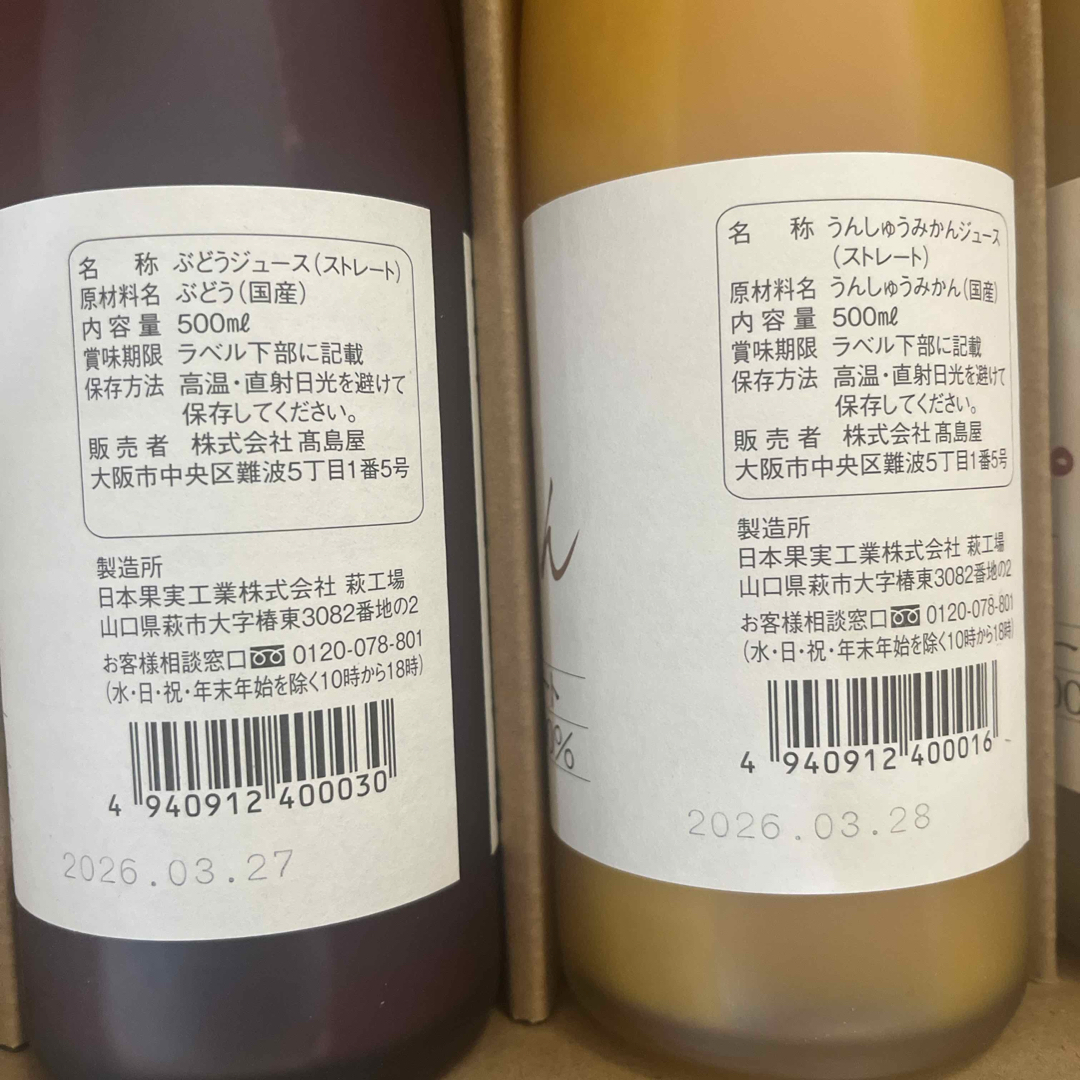 名称 ぶどうジュース(ストレート)
原材料名 ぶどう(国産)
内容量 500㎖
賞味期限 ラベル下部に記載
保存方法 高温・直射日光を避けて
保存してください。
販売者 株式会社髙島屋
大阪市中央区難波5丁目1番5号
製造所
日本果実工業株式会社 萩工場
山口県萩市大字椿東3082番地の2
お客様相談窓口 0120-078-801
(水・日・祝・年末年始を除く10時から18時)
4 940912 400030
2026.03.27
名称 うんしゅうみかんジュース
(ストレート)
原材料名 うんしゅうみかん(国産)
内容量 500㎖
賞味期限 ラベル下部に記載
保存方法 高温・直射日光を避けて
保存してください。
販売者 株式会社髙島屋
大阪市中央区難波5丁目1番5号
製造所
日本果実工業株式会社 萩工場
山口県萩市大字椿東3082番地の2
お客様相談窓口 0120-078-801
(水・日・祝・年末年始を除く10時から18時)
4 940912 400016
2026.03.28
ん
ート
0%